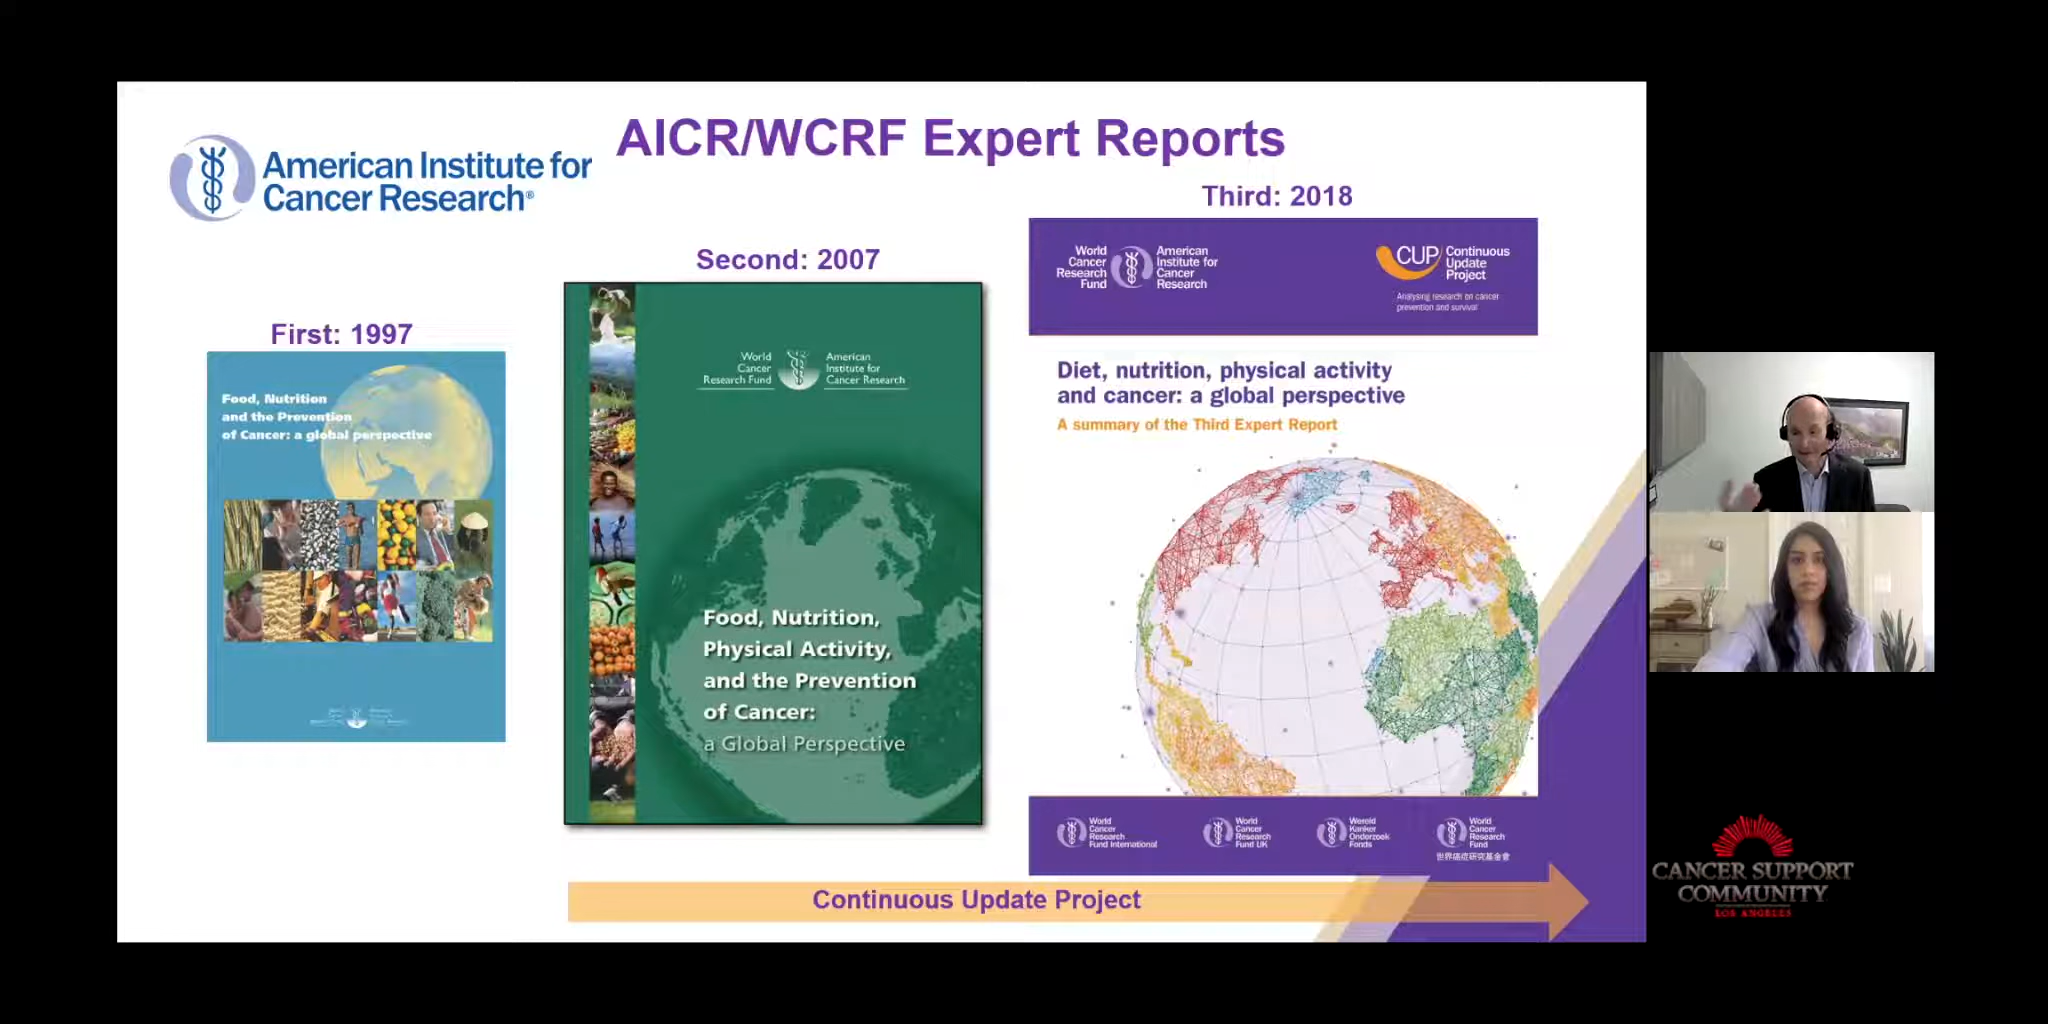 AICR/WCRF Expert Reports
American Institute for
Cancer Research®
First: 1997
Food, Nutrition
and the Prevention
of Cancer: a global perspective
Second: 2007
World
Cancer
Research Fund
American
Institute for
Cancer Research
Food, Nutrition,
Physical Activity,
and the Prevention
of Cancer:
a Global Perspective
Third: 2018
World
Cancer
Research
Fund
American
Institute for
Cancer
Research
CUP
Continuous
Update
Project
Analysing research on cancer
prevention and survival
Diet, nutrition, physical activity
and cancer: a global perspective
A summary of the Third Expert Report
World
Cancer
Research
Fund International
World
Cancer
Research
Fund UK
Wereld
Kanker
Onderzoek
Fonds
World
Cancer
Research
Fund
世界癌症研究基金會
Continuous Update Project
CANCER SUPPORT
COMMUNITY
LOS ANGELES